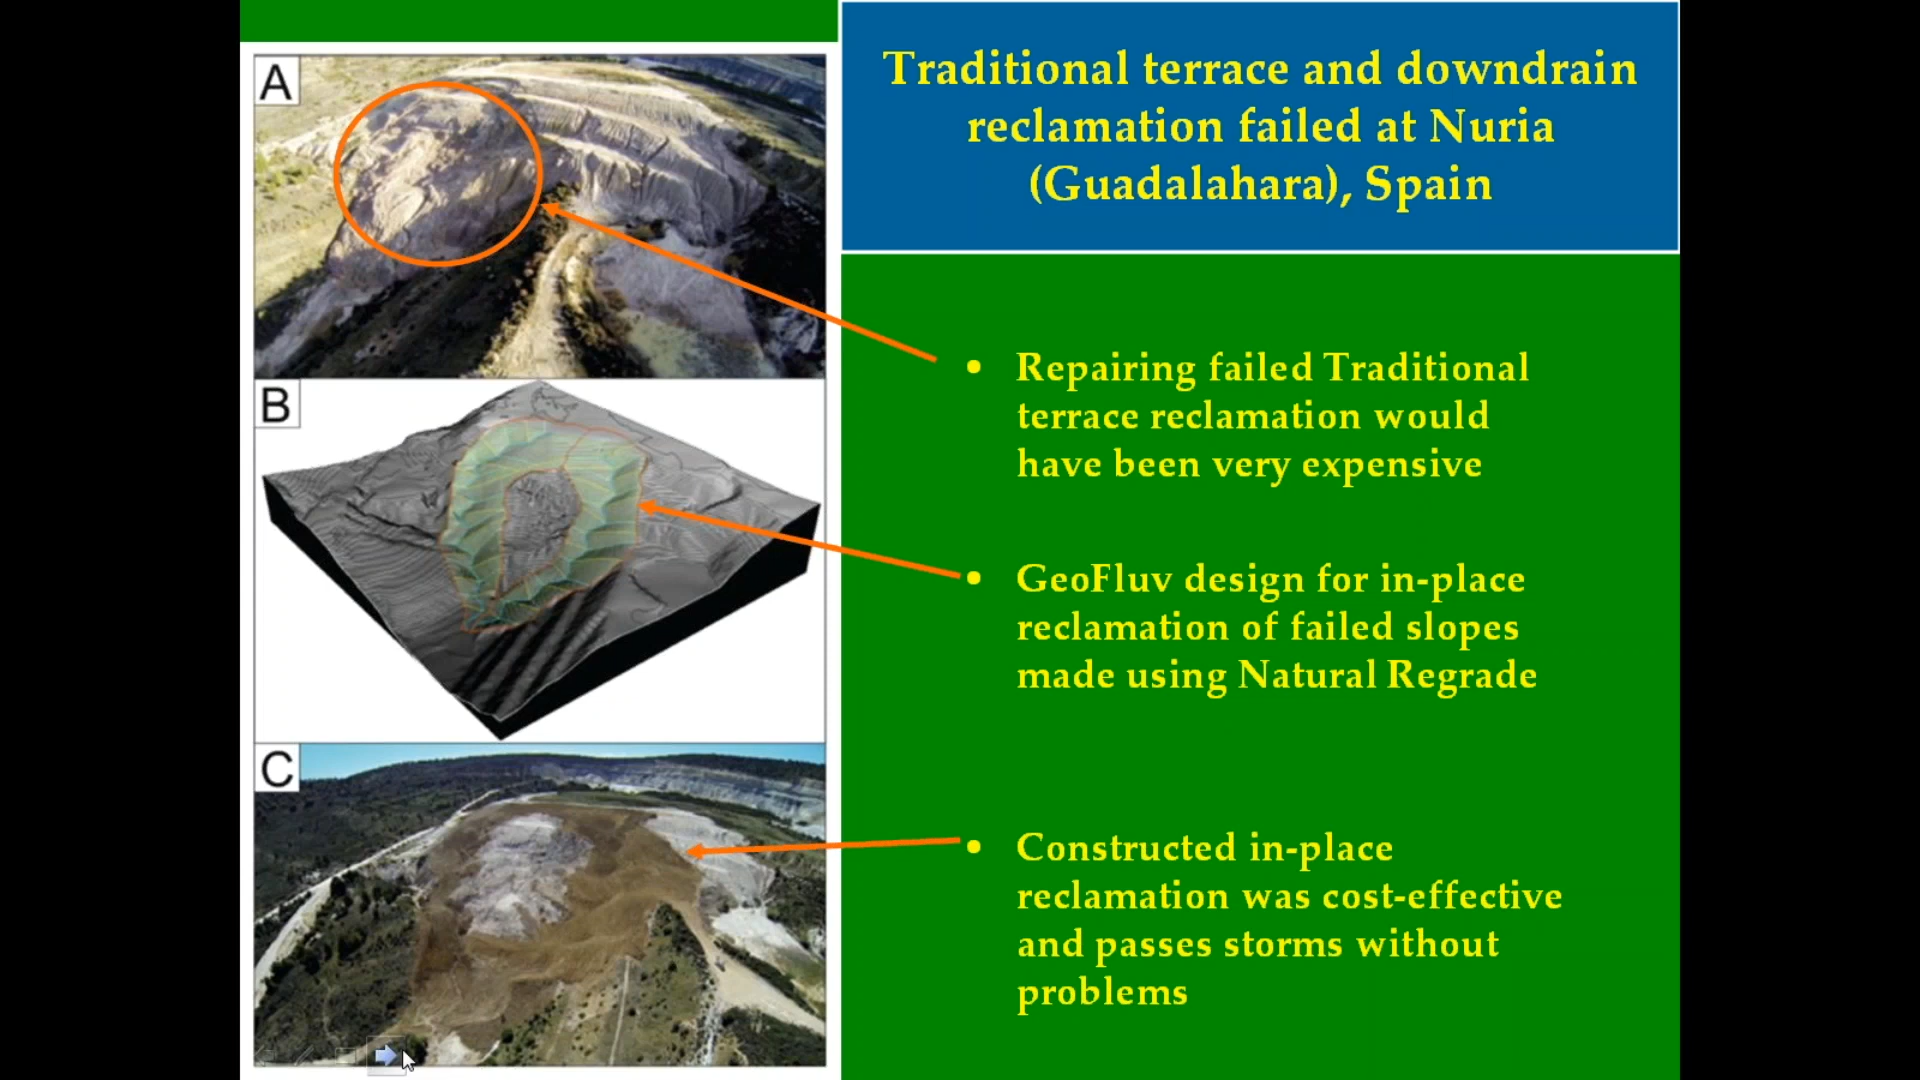 Traditional terrace and downdrain
reclamation failed at Nuria
(Guadalahara), Spain
A
• Repairing failed Traditional
terrace reclamation would
have been very expensive
B
• GeoFluv design for in-place
reclamation of failed slopes
made using Natural Regrade
C
• Constructed in-place
reclamation was cost-effective
and passes storms without
problems